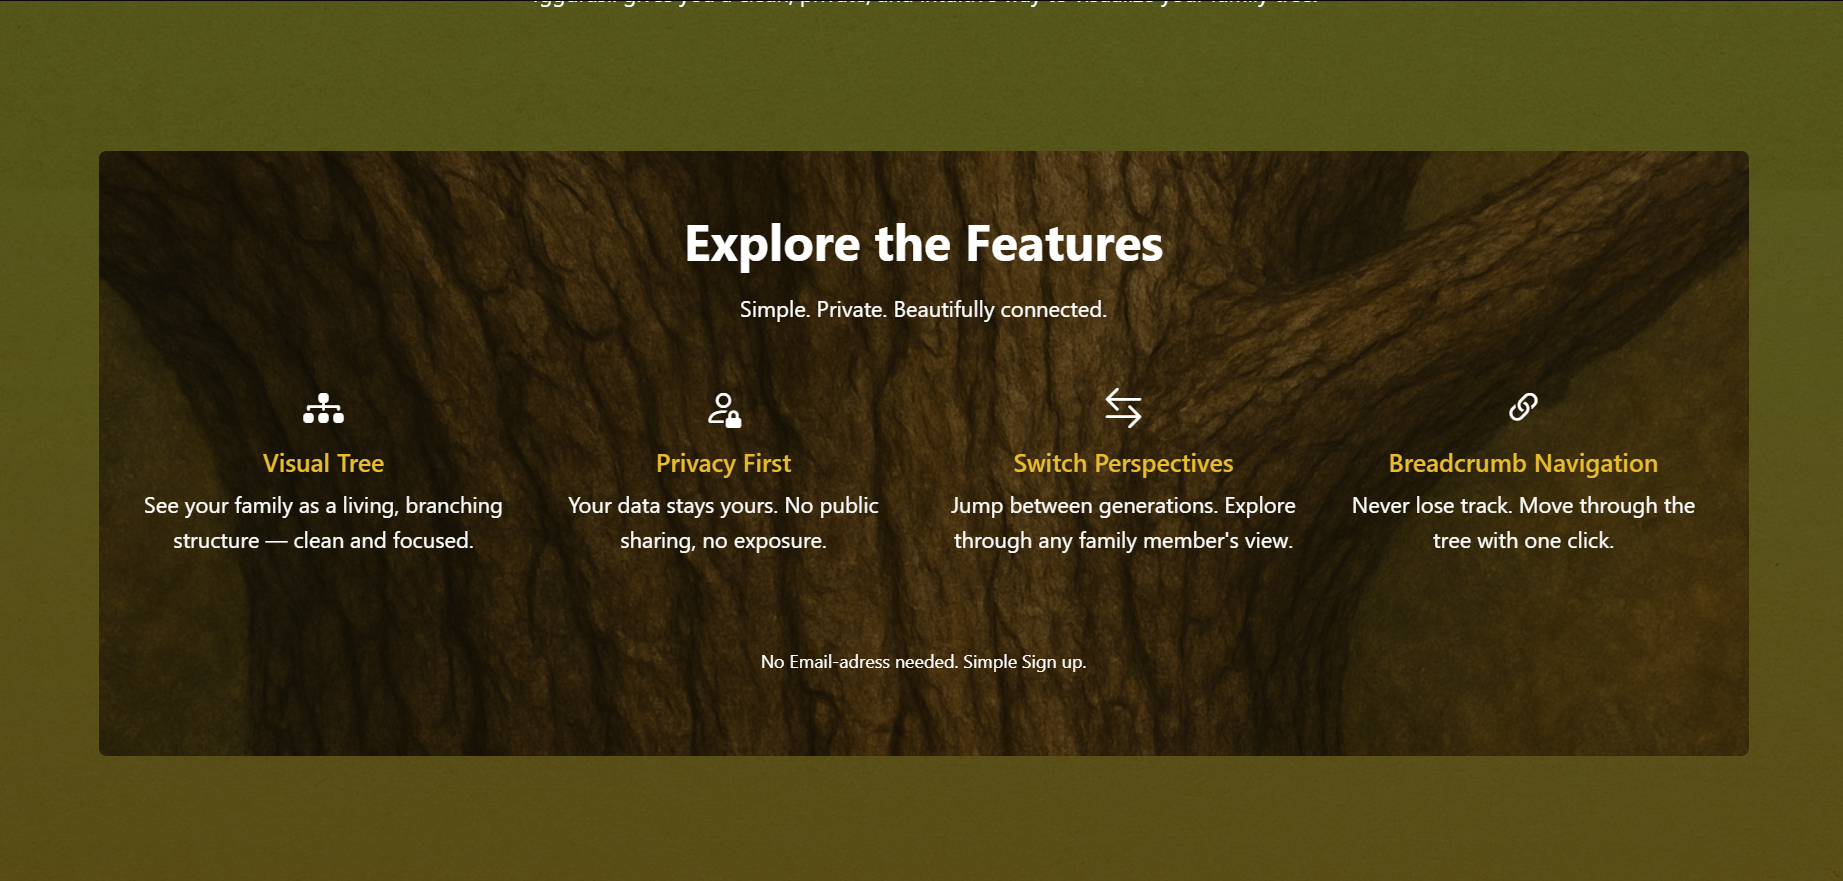 gives you a clean, private, and intuitive way to visualize your family tree.
Explore the Features
Simple. Private. Beautifully connected.
Visual Tree
See your family as a living, branching
structure — clean and focused.
Privacy First
Your data stays yours. No public
sharing, no exposure.
Switch Perspectives
Jump between generations. Explore
through any family member's view.
Breadcrumb Navigation
Never lose track. Move through the
tree with one click.
No Email-adress needed. Simple Sign up.